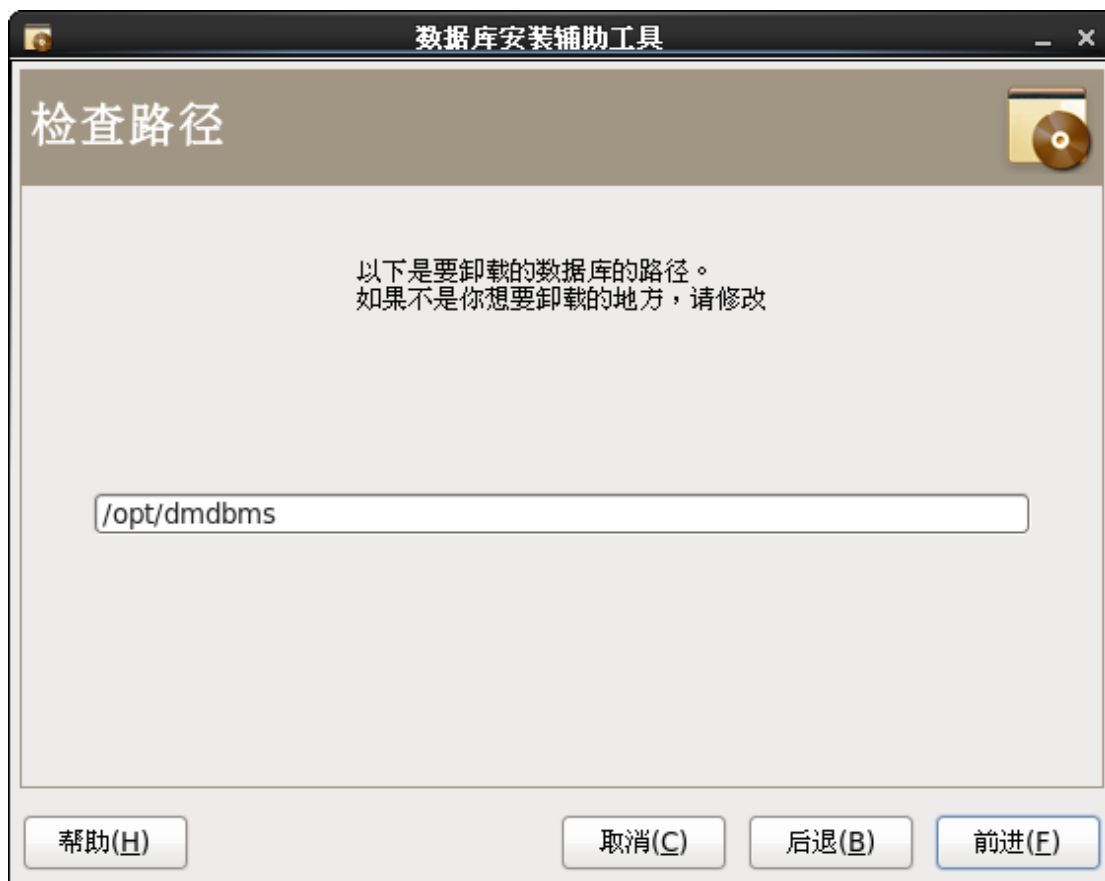 数据库安装辅助工具
检查路径
以下是要卸载的数据库的路径。
如果不是你想要卸载的地方，请修改
/opt/dmdbms
帮助(H)
取消(C)
后退(B)
前进(F)